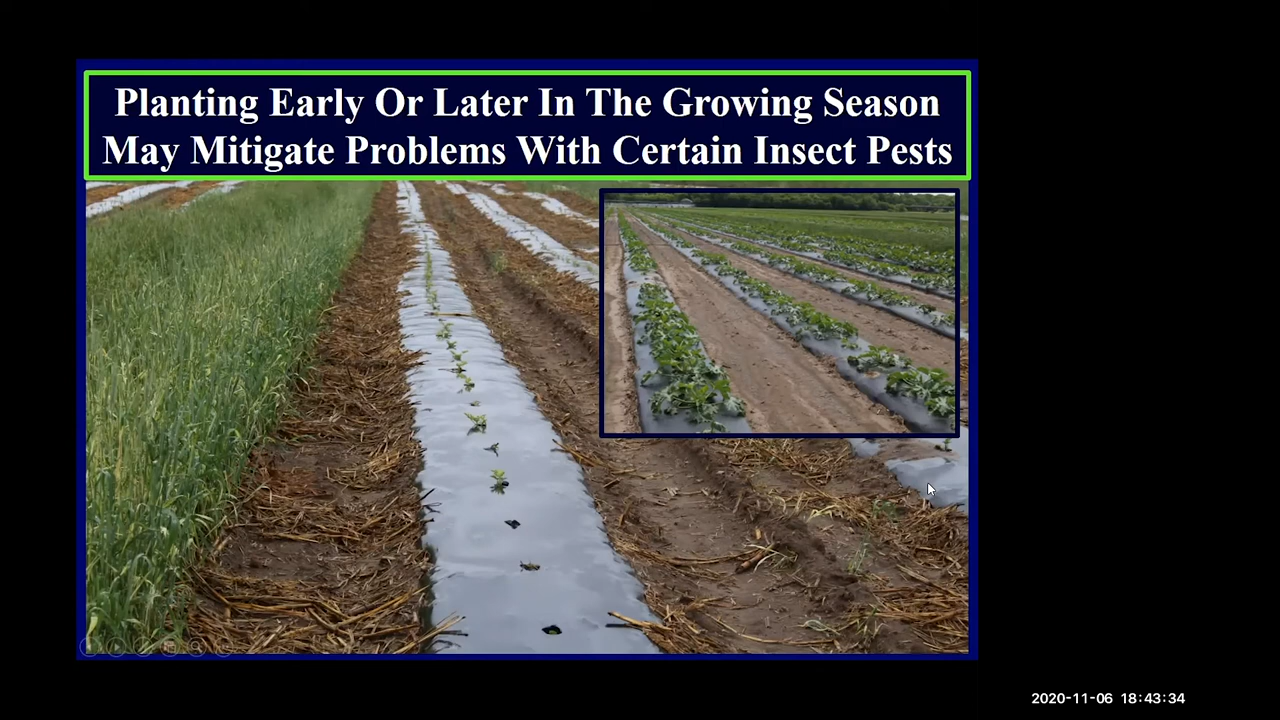 Planting Early Or Later In The Growing Season
May Mitigate Problems With Certain Insect Pests
2020-11-06 18:43:34